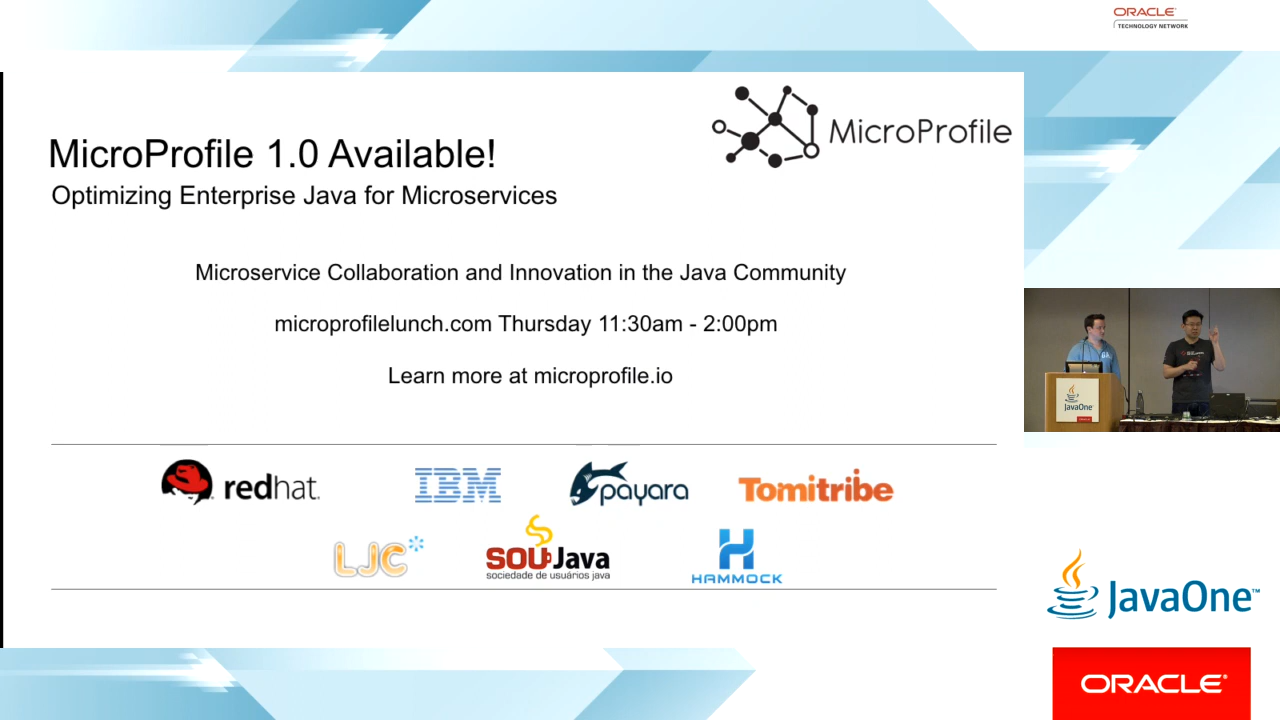 ORACLE
TECHNOLOGY NETWORK
MicroProfile
MicroProfile 1.0 Available!
Optimizing Enterprise Java for Microservices
Microservice Collaboration and Innovation in the Java Community
microprofilelunch.com Thursday 11:30am - 2:00pm
Learn more at microprofile.io
redhat.
IBM
payara
Tomitribe
LJC
SOUJava
sociedade de usuários java
HAMMOCK
JavaOne
JavaOne™
ORACLE®